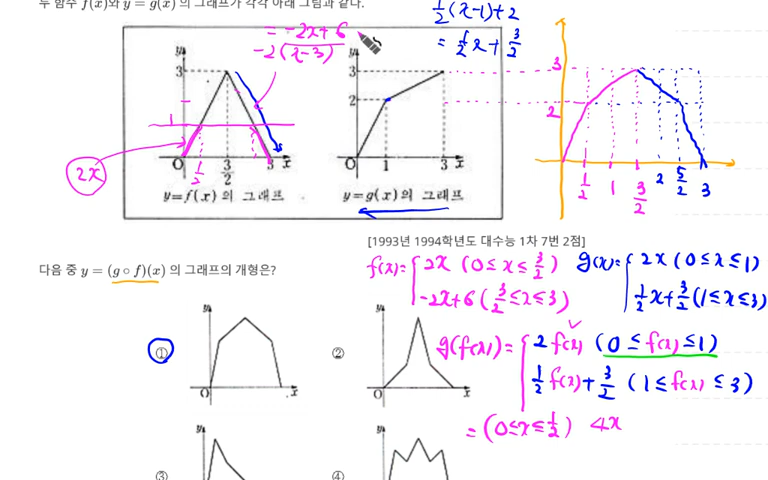 두 함수 f(x)와 y = g(x) 의 그래프가 각각 아래 그림과 같다.
= -2x+6
-2(x-3)
1/2(x-1)+2
= 1/2x + 3/2
y
3
1
O
1/2
3/2
3
x
y=f(x) 의 그래프
2x
y
3
2
O
1
3
x
y=g(x) 의 그래프
3
2
1/2
1
3/2
2
5/2
3
[1993년 1994학년도 대수능 1차 7번 2점]
다음 중 y = (g ∘ f)(x) 의 그래프의 개형은?
f(x)= { 2x (0≤x≤3/2)
-2x+6 (3/2≤x≤3)
g(x)= { 2x (0≤x≤1)
1/2x+3/2 (1≤x≤3)
g(f(x)) = { 2f(x) (0≤f(x)≤1)
1/2f(x)+3/2 (1≤f(x)≤3)
= (0≤x≤1/2) 4x
①
y
O
x
②
y
O
x
③
y
④
y